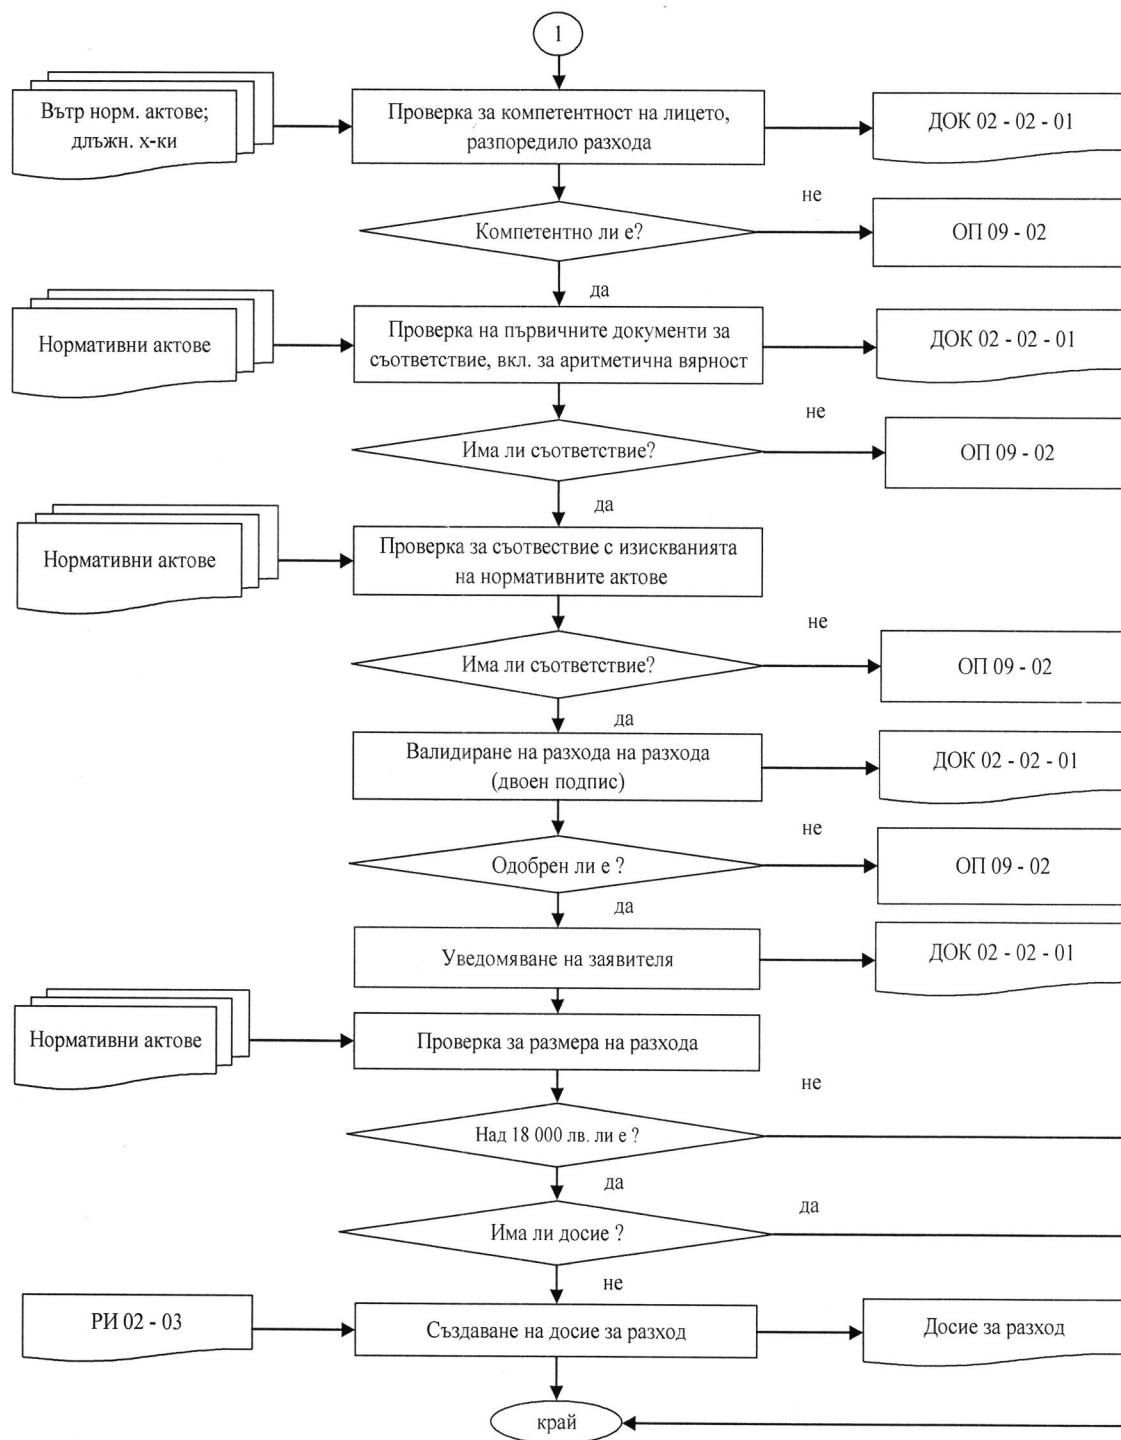 1
Вътр норм. актове;
длъжн. х-ки
Проверка за компетентност на лицето,
разпоредило разхода
ДОК 02 - 02 - 01
не
Компетентно ли е?
ОП 09 - 02
да
Нормативни актове
Проверка на първичните документи за
съответствие, вкл. за аритметична вярност
ДОК 02 - 02 - 01
не
Има ли съответствие?
ОП 09 - 02
да
Нормативни актове
Проверка за съотвествие с изискванията
на нормативните актове
не
Има ли съответствие?
ОП 09 - 02
да
Валидиране на разхода на разхода
(двоен подпис)
ДОК 02 - 02 - 01
не
Одобрен ли е ?
ОП 09 - 02
да
Уведомяване на заявителя
ДОК 02 - 02 - 01
Нормативни актове
Проверка за размера на разхода
не
Над 18 000 лв. ли е ?
да
Има ли досие ?
да
не
РИ 02 - 03
Създаване на досие за разход
Досие за разход
край